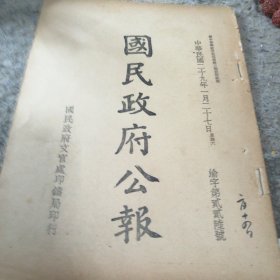 中華民國二十九年一月二十七日
渝字第貳貳陸號
國民政府公報
國民政府文官處印鑄局印行